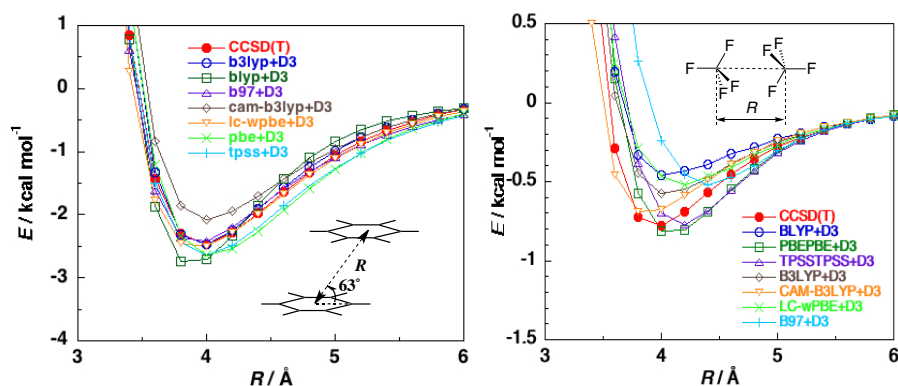 1
0
-1
-2
-3
-4
E / kcal mol⁻¹
CCSD(T)
b3lyp+D3
blyp+D3
b97+D3
cam-b3lyp+D3
lc-wpbe+D3
pbe+D3
tpss+D3
R
63°
3
4
5
6
R / Å
0.5
0
-0.5
-1
-1.5
E / kcal mol⁻¹
F
F
F
F
F
F
F
F
R
CCSD(T)
BLYP+D3
PBEPBE+D3
TPSSTPSS+D3
B3LYP+D3
CAM-B3LYP+D3
LC-wPBE+D3
B97+D3
3
4
5
6
R / Å